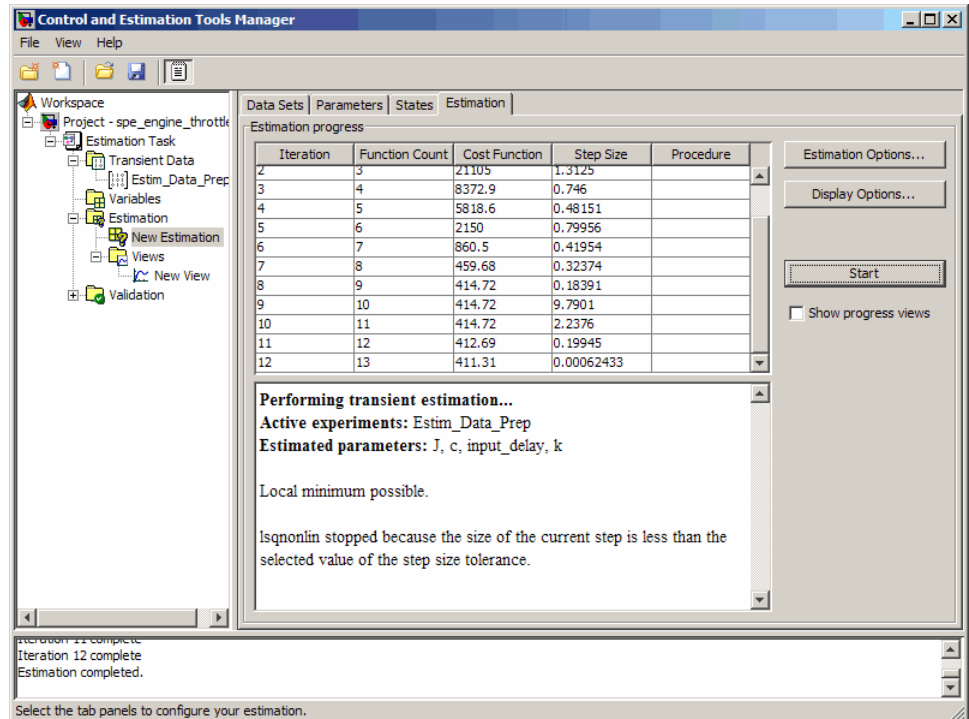 Control and Estimation Tools Manager
File View Help
Workspace
Project - spe_engine_throttle
Estimation Task
Transient Data
Estim_Data_Prep
Variables
Estimation
New Estimation
Views
New View
Validation
Data Sets Parameters States Estimation
Estimation progress
Iteration Function Count Cost Function Step Size Procedure
2 3 21105 1.3125
3 4 8372.9 0.746
4 5 5818.6 0.48151
5 6 2150 0.79956
6 7 860.5 0.41954
7 8 459.68 0.32374
8 9 414.72 0.18391
9 10 414.72 9.7901
10 11 414.72 2.2376
11 12 412.69 0.19945
12 13 411.31 0.00062433
Estimation Options...
Display Options...
Start
Show progress views
Performing transient estimation...
Active experiments: Estim_Data_Prep
Estimated parameters: J, c, input_delay, k
Local minimum possible.
lsqnonlin stopped because the size of the current step is less than the
selected value of the step size tolerance.
Iteration 11 complete
Iteration 12 complete
Estimation completed.
Select the tab panels to configure your estimation.